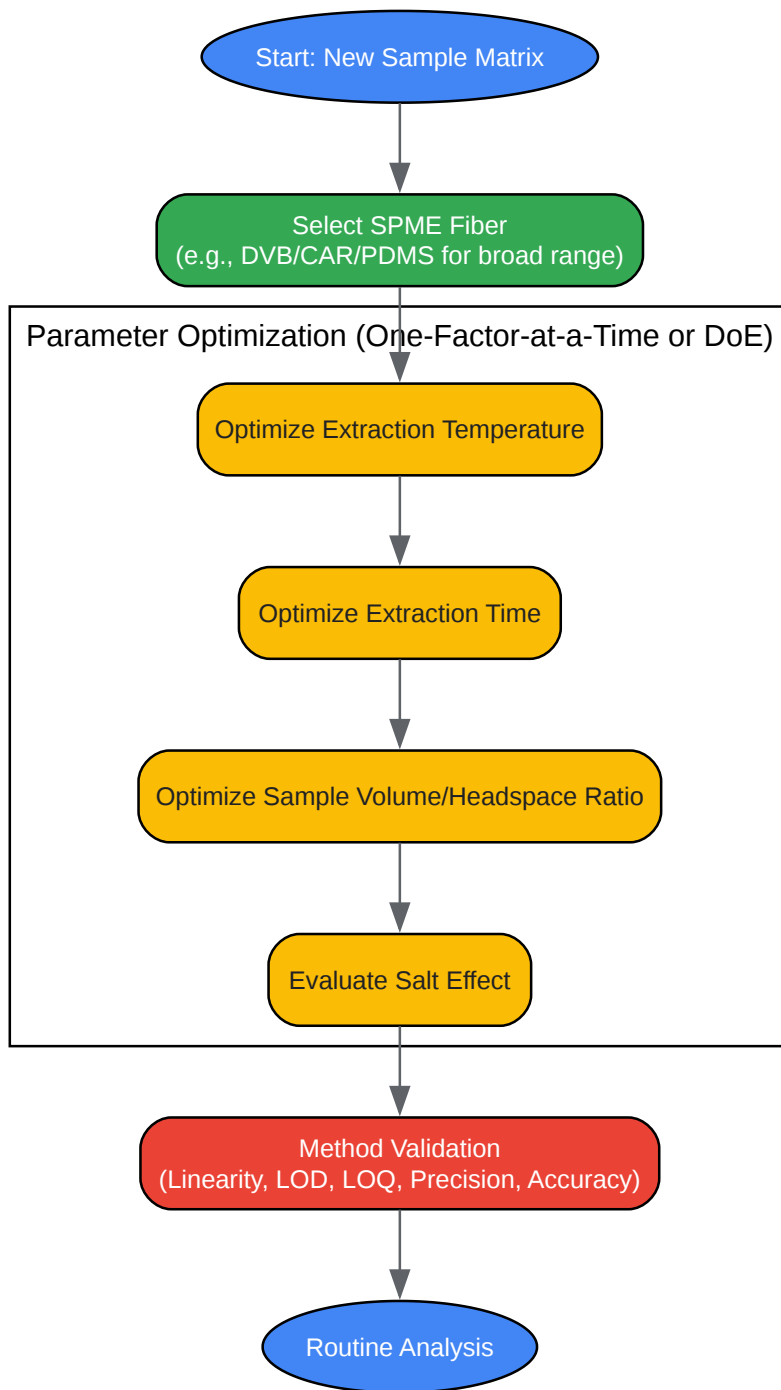 Start: New Sample Matrix
Select SPME Fiber
(e.g., DVB/CAR/PDMS for broad range)
Parameter Optimization (One-Factor-at-a-Time or DoE)
Optimize Extraction Temperature
Optimize Extraction Time
Optimize Sample Volume/Headspace Ratio
Evaluate Salt Effect
Method Validation
(Linearity, LOD, LOQ, Precision, Accuracy)
Routine Analysis